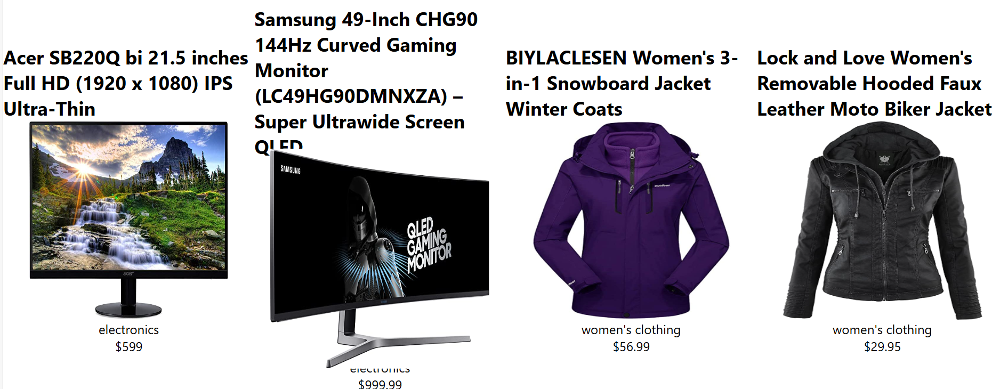 Acer SB220Q bi 21.5 inches
Full HD (1920 x 1080) IPS
Ultra-Thin
acer
electronics
$599
Samsung 49-Inch CHG90
144Hz Curved Gaming
Monitor
(LC49HG90DMNXZA) –
Super Ultrawide Screen
QLED
SAMSUNG
QLED
GAMING
MONITOR
electronics
$999.99
BIYLACLESEN Women's 3-
in-1 Snowboard Jacket
Winter Coats
outdoor
women's clothing
$56.99
Lock and Love Women's
Removable Hooded Faux
Leather Moto Biker Jacket
women's clothing
$29.95